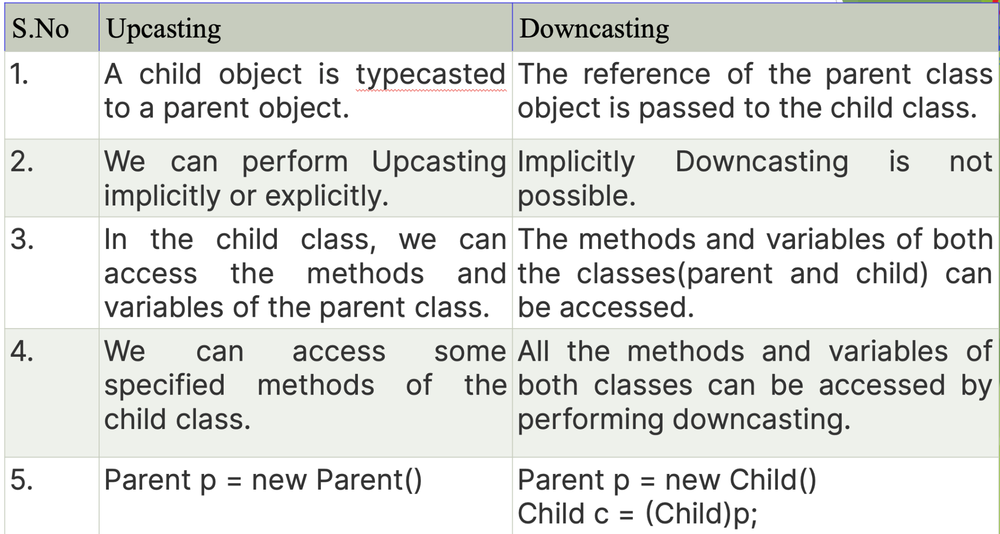 S.No Upcasting Downcasting
1. A child object is typecasted The reference of the parent class
to a parent object. object is passed to the child class.
2. We can perform Upcasting Implicitly Downcasting is not
implicitly or explicitly. possible.
3. In the child class, we can The methods and variables of both
access the methods and the classes(parent and child) can
variables of the parent class. be accessed.
4. We can access some All the methods and variables of
specified methods of the both classes can be accessed by
child class. performing downcasting.
5. Parent p = new Parent() Parent p = new Child()
Child c = (Child)p;